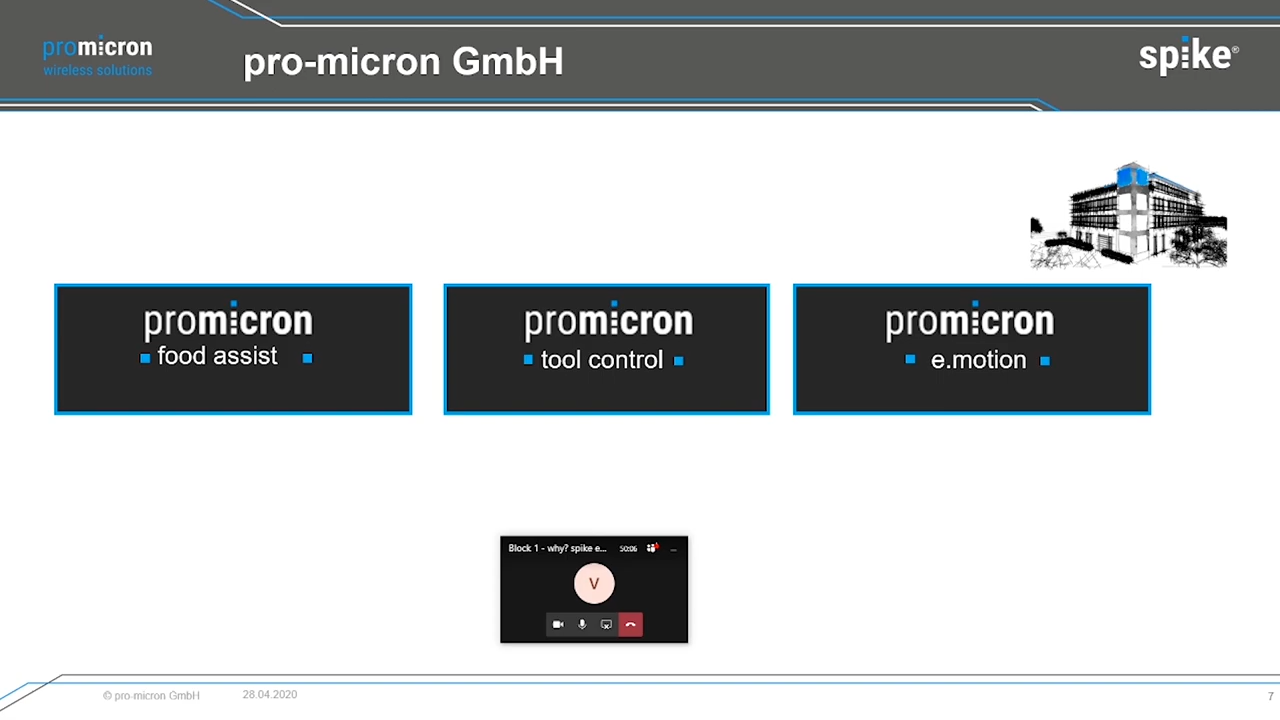 promicron
wireless solutions
pro-micron GmbH
spike®
promicron
food assist
promicron
tool control
promicron
e.motion
Block 1 - why? spike e... 50:06
V
© pro-micron GmbH
28.04.2020
7